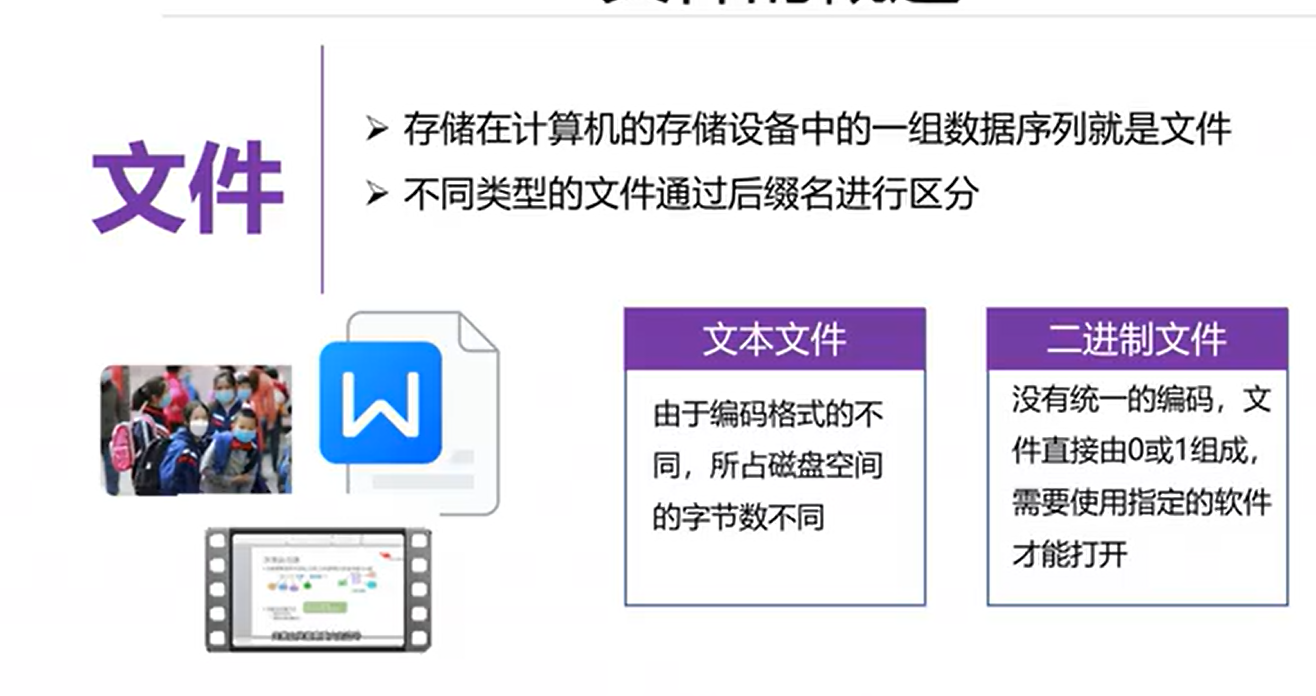 文件
存储在计算机的存储设备中的一组数据序列就是文件
不同类型的文件通过后缀名进行区分
W
文本文件
由于编码格式的不
同，所占磁盘空间
的字节数不同
二进制文件
没有统一的编码，文
件直接由0或1组成，
需要使用指定的软件
才能打开